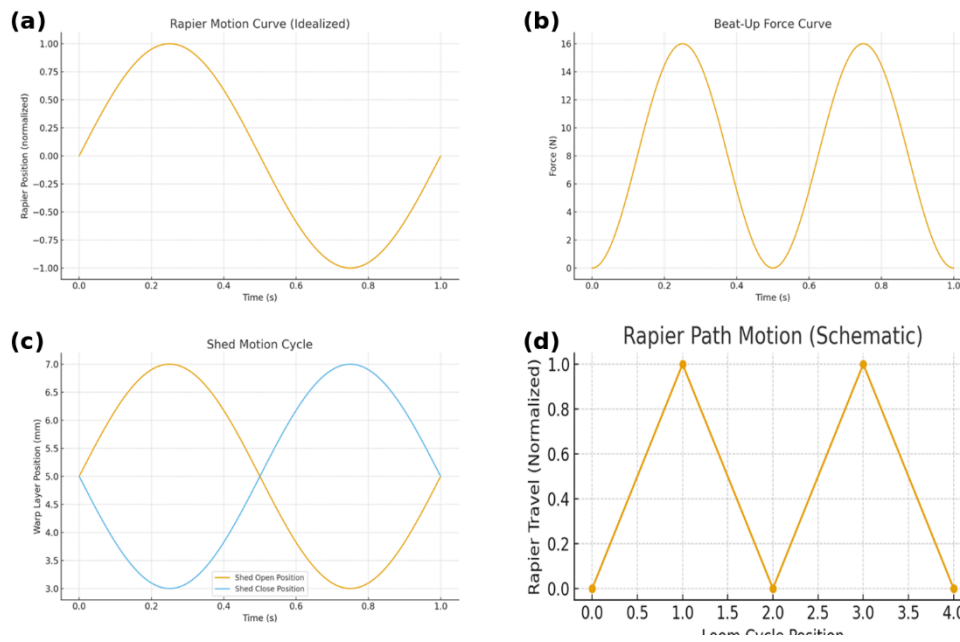 (a)
Rapier Motion Curve (Idealized)
1.00
0.75
0.50
0.25
0.00
−0.25
−0.50
−0.75
−1.00
Rapier Position (normalized)
0.0 0.2 0.4 0.6 0.8 1.0
Time (s)
(b)
Beat-Up Force Curve
16
14
12
10
8
6
4
2
0
Force (N)
0.0 0.2 0.4 0.6 0.8 1.0
Time (s)
(c)
Shed Motion Cycle
7.0
6.5
6.0
5.5
5.0
4.5
4.0
3.5
3.0
Warp Layer Position (mm)
Shed Open Position
Shed Close Position
0.0 0.2 0.4 0.6 0.8 1.0
Time (s)
(d)
Rapier Path Motion (Schematic)
1.0
0.8
0.6
0.4
0.2
0.0
Rapier Travel (Normalized)
0.0 0.5 1.0 1.5 2.0 2.5 3.0 3.5 4.0
Loom Cycle Position